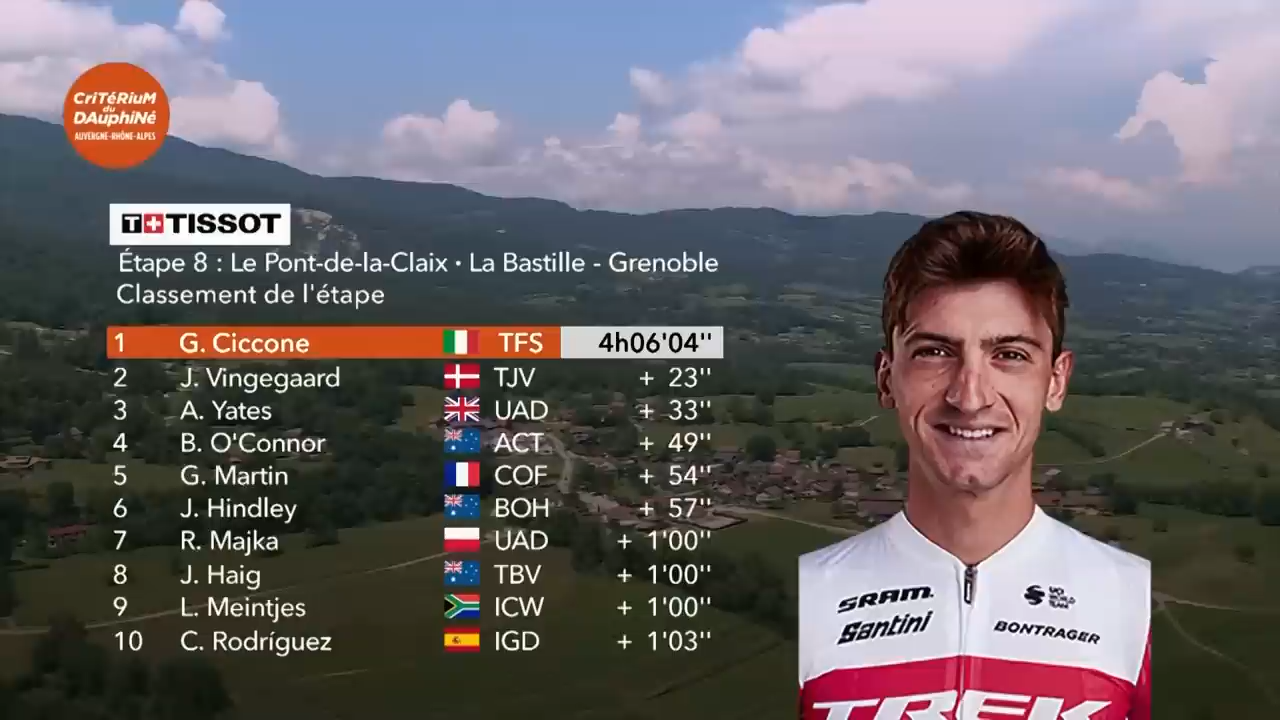 CriTéRiuM
du
DAuphiNé
AUVERGNE-RHÔNE-ALPES
T+TISSOT
Étape 8 : Le Pont-de-la-Claix • La Bastille - Grenoble
Classement de l'étape
1 G. Ciccone TFS 4h06'04''
2 J. Vingegaard TJV + 23''
3 A. Yates UAD + 33''
4 B. O'Connor ACT + 49''
5 G. Martin COF + 54''
6 J. Hindley BOH + 57''
7 R. Majka UAD + 1'00''
8 J. Haig TBV + 1'00''
9 L. Meintjes ICW + 1'00''
10 C. Rodríguez IGD + 1'03''
SRAM
Santini
UCI WORLD TEAM
BONTRAGER
TREK